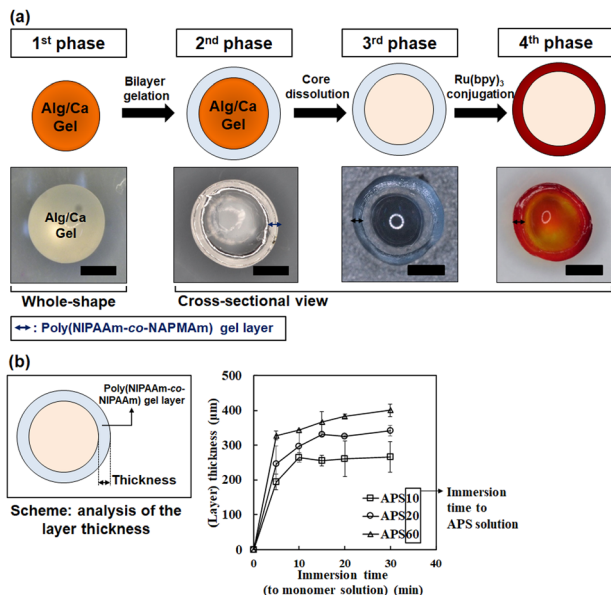 (a)
1st phase
2nd phase
3rd phase
4th phase
Alg/Ca
Gel
Bilayer
gelation
Alg/Ca
Gel
Core
dissolution
Ru(bpy)3
conjugation
Alg/Ca
Gel
Whole-shape
Cross-sectional view
: Poly(NIPAAm-co-NAPMAm) gel layer
(b)
Poly(NIPAAm-co-
NIPAAm) gel layer
Thickness
Scheme: analysis of the
layer thickness
(Layer) thickness (μm)
500
400
300
200
100
0
0
10
20
30
40
APS10
APS20
APS60
Immersion
time to
APS solution
Immersion time
(to monomer solution) (min)